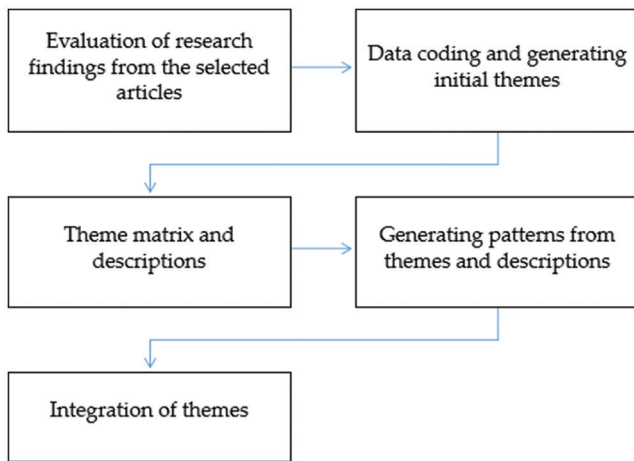 Evaluation of research
findings from the selected
articles
Data coding and generating
initial themes
Theme matrix and
descriptions
Generating patterns from
themes and descriptions
Integration of themes